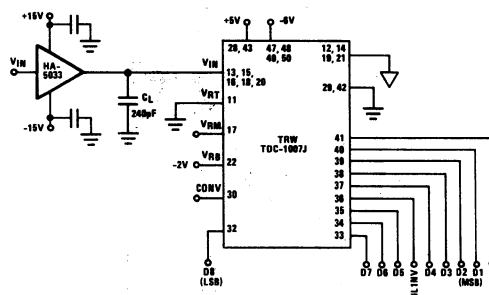 +15V
+5V
-6V
28, 43
47, 48
49, 50
12, 14
19, 21
HA-
5033
VIN
VIN
13, 15,
16, 18, 20
29, 42
CL
240pF
VRT
11
-15V
VRM
17
TRW
TDC-1007J
41
40
39
38
37
36
35
34
33
-2V
VRB
22
CONV
30
32
D8
(LSB)
D7
D6
D5
D4
D3
D2
D1
(MSB)